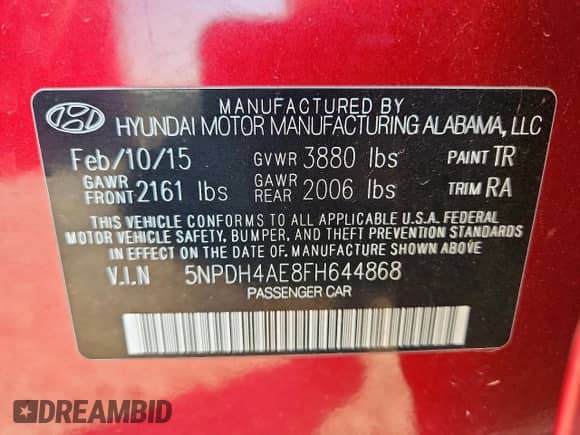 MANUFACTURED BY
HYUNDAI MOTOR MANUFACTURING ALABAMA, LLC
Feb/10/15 GVWR 3880 lbs PAINT TR
GAWR FRONT 2161 lbs GAWR REAR 2006 lbs TRIM RA
THIS VEHICLE CONFORMS TO ALL APPLICABLE U.S.A. FEDERAL
MOTOR VEHICLE SAFETY, BUMPER, AND THEFT PREVENTION
STANDARDS IN EFFECT ON THE DATE OF MANUFACTURE SHOWN ABOVE
V.I.N 5NPDH4AE8FH644868
PASSENGER CAR
DREAMBID